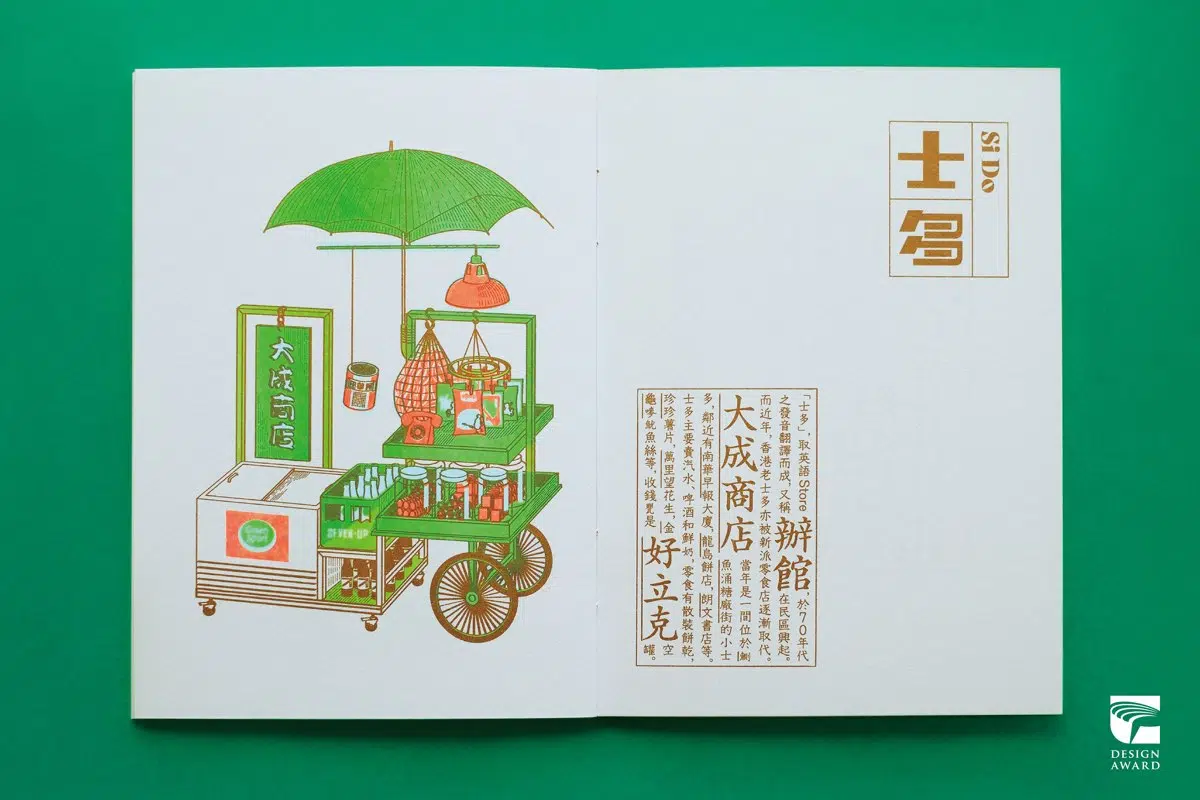 大成商店
Green Spot
SEVEN-UP
士多
Si Do
「士多」，取英語 Store
之發音翻譯而成，又稱
辦館
，於70年代
在民區興起。
而近年，香港老士多亦被新派零食店逐漸取代。
大成商店
當年是一間位於鰂
魚涌糖廠街的小士
多，鄰近有南華早報大廈，龍島餅店，朗文書店等。
士多主要賣汽水、啤酒和鮮奶，零食有散裝餅乾，
珍珍薯片，萬里望花生，金
龜嘜魷魚絲等，收錢是
好立克
空
罐。
DESIGN
AWARD